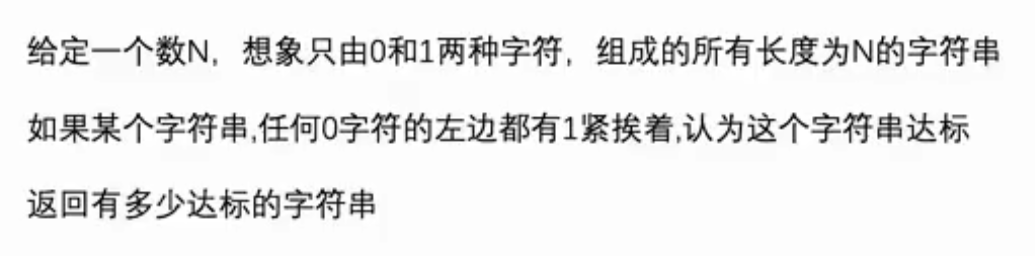 给定一个数N，想象只由0和1两种字符，组成的所有长度为N的字符串
如果某个字符串,任何0字符的左边都有1紧挨着,认为这个字符串达标
返回有多少达标的字符串